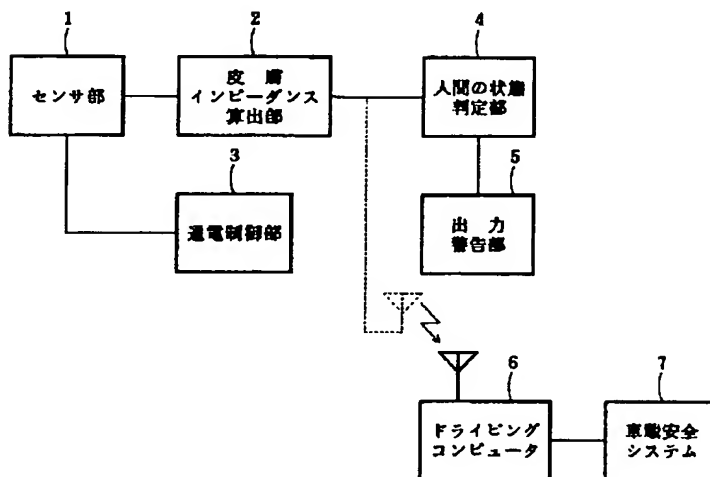 1
センサ部
2
皮膚
インピーダンス
算出部
3
通電制御部
4
人間の状態
判定部
5
出力
警告部
6
ドライビング
コンピュータ
7
車載安全
システム